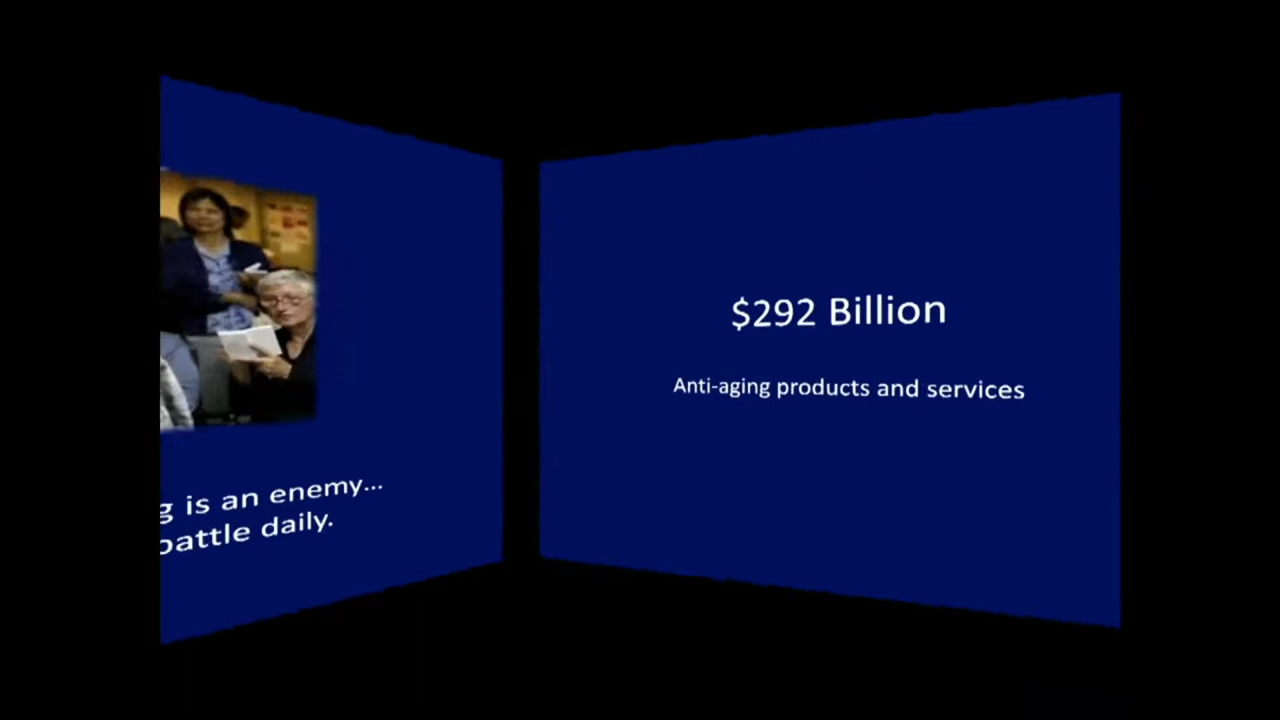 is an enemy...
battle daily.
$292 Billion
Anti-aging products and services